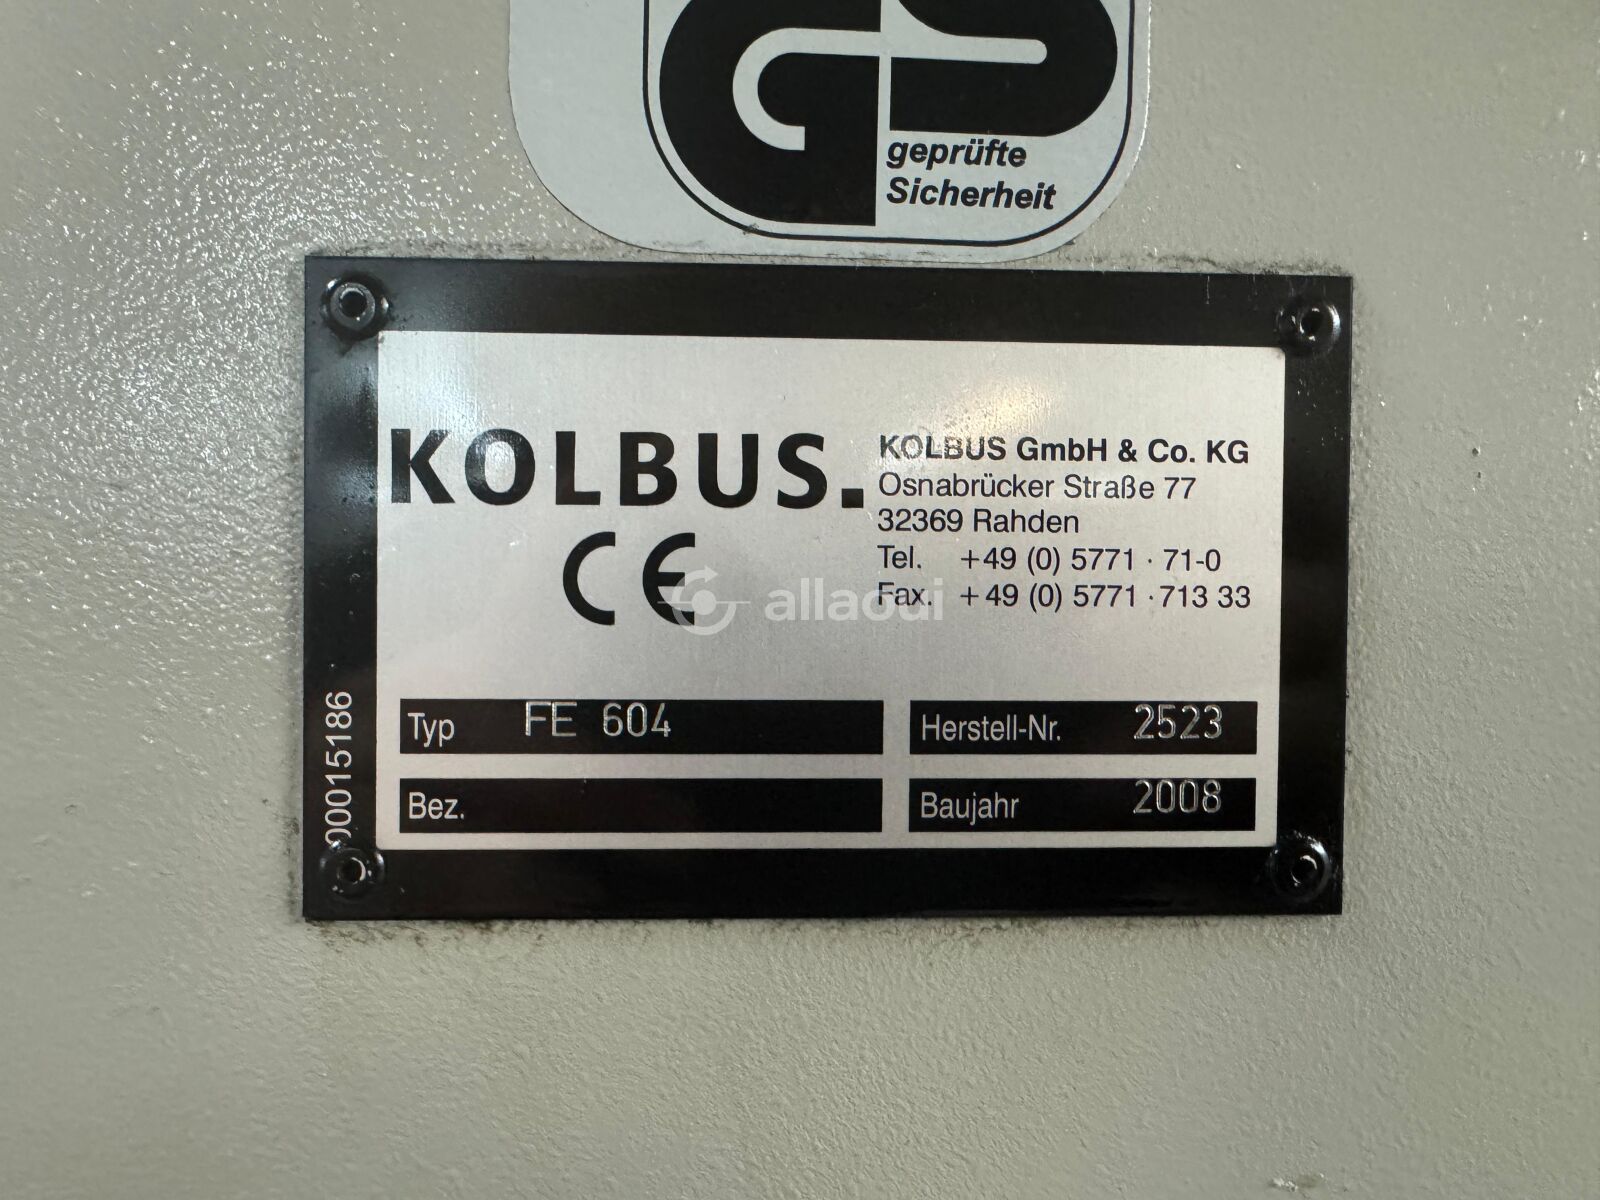 GS
geprüfte
Sicherheit
KOLBUS.
KOLBUS GmbH & Co. KG
Osnabrücker Straße 77
32369 Rahden
Tel. +49 (0) 5771 · 71-0
Fax. +49 (0) 5771 · 713 33
CE
allaoui
Typ FE 604
Herstell-Nr. 2523
Bez.
Baujahr 2008
00015186